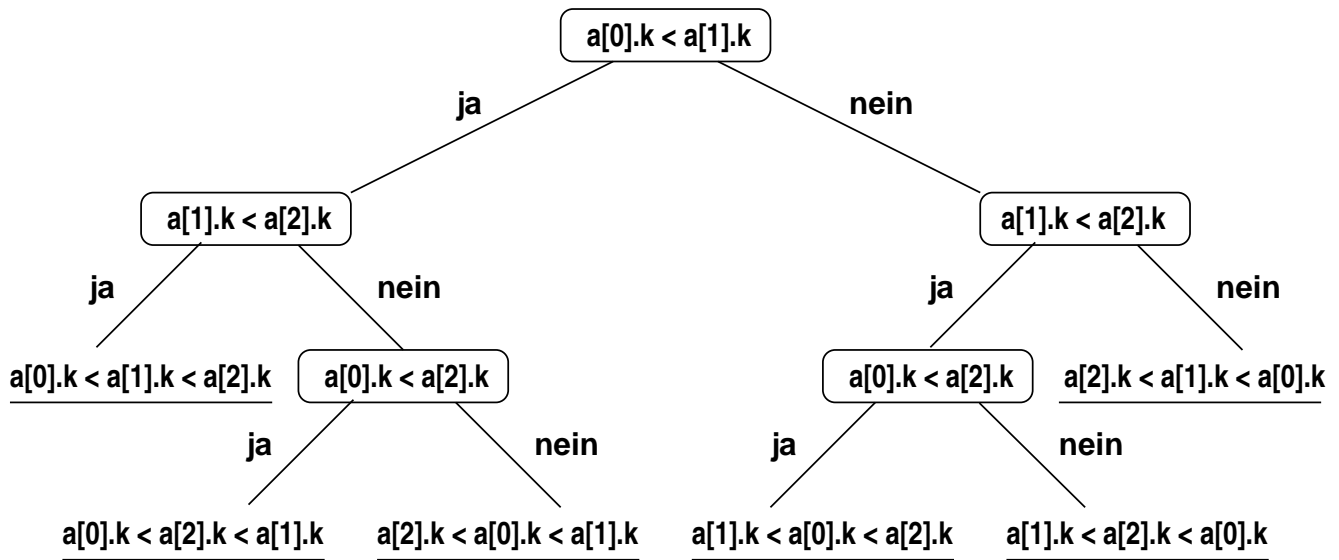 a[0].k < a[1].k
ja
nein
a[1].k < a[2].k
a[1].k < a[2].k
ja
nein
ja
nein
a[0].k < a[1].k < a[2].k
a[0].k < a[2].k
a[0].k < a[2].k
a[2].k < a[1].k < a[0].k
ja
nein
ja
nein
a[0].k < a[2].k < a[1].k
a[2].k < a[0].k < a[1].k
a[1].k < a[0].k < a[2].k
a[1].k < a[2].k < a[0].k